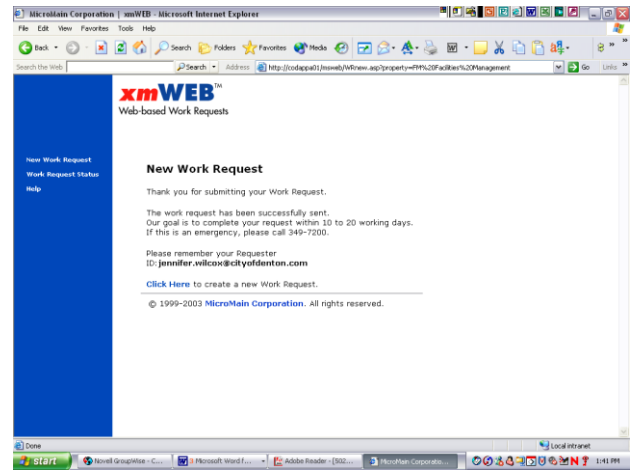 MicroMain Corporation | xmWEB - Microsoft Internet Explorer
File Edit View Favorites Tools Help
Back Search Folders Favorites Media
Search the Web Search Address http://codappa01/mxweb/WRnew.asp?property=FM%20Facilities%20Management Go Links
xmWEB™
Web-based Work Requests
New Work Request
Work Request Status
Help
New Work Request
Thank you for submitting your Work Request.
The work request has been successfully sent.
Our goal is to complete your request within 10 to 20 working days.
If this is an emergency, please call 349-7200.
Please remember your Requester
ID: jennifer.wilcox@cityofdenton.com
Click Here to create a new Work Request.
© 1999-2003 MicroMain Corporation. All rights reserved.
Done Local intranet
start Novell GroupWise - C... 3 Microsoft Word f... Adobe Reader - [502... MicroMain Corporatio... 1:41 PM